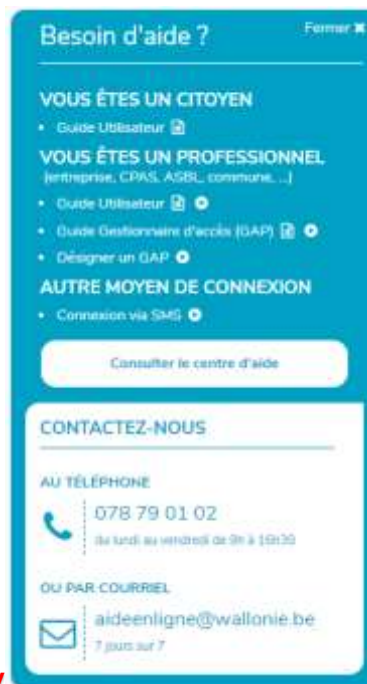 Besoin d'aide ?
Fermer ✖
VOUS ÊTES UN CITOYEN
• Guide Utilisateur
VOUS ÊTES UN PROFESSIONNEL
(entreprise, CPAS, ASBL, commune, ...)
• Guide Utilisateur
• Guide Gestionnaire d'accès (GAP)
• Désigner un GAP
AUTRE MOYEN DE CONNEXION
• Connexion via SMS
Consulter le centre d'aide
CONTACTEZ-NOUS
AU TÉLÉPHONE
078 79 01 02
du lundi au vendredi de 9h à 16h30
OU PAR COURRIEL
aideenligne@wallonie.be
7 jours sur 7